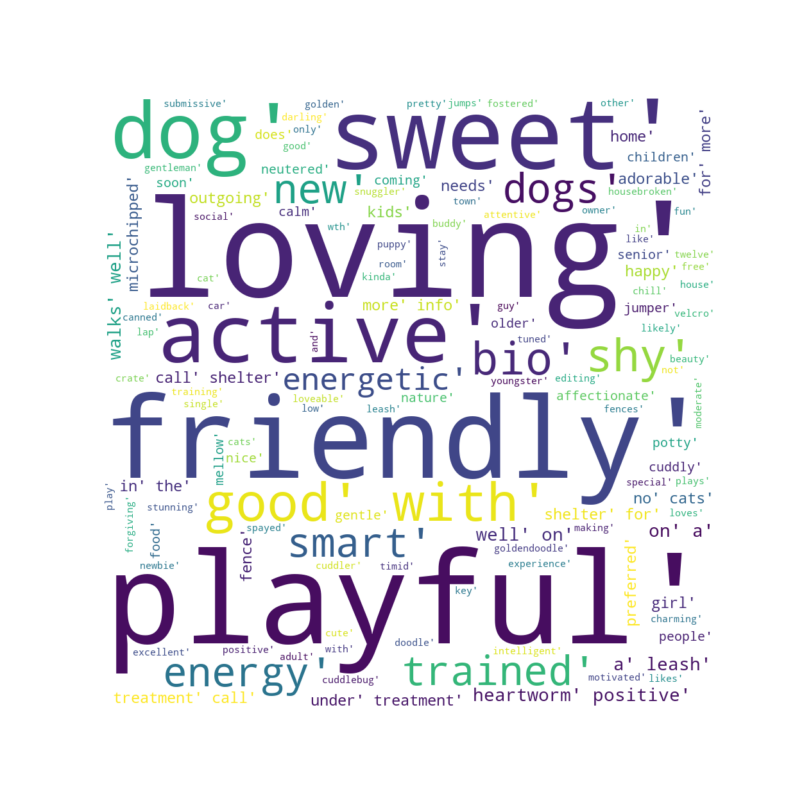 submissive' golden' pretty' jumps' fostered' other'
dog' sweet' for' more'
darling' does' only' good' home' children'
gentleman' neutered' soon' new' coming' needs' dogs' adorable' housebroken'
microchipped' outgoing' snuggler' town' owner' fun'
social' calm' kids' buddy' attentive' in'
loving'
wth' puppy' stay' like' senior' twelve'
walks' well' cat' room' kinda' happy' free' chill' house'
laidback' car' more' info' guy' jumper' velcro'
canned' lap' active' and' older' tuned' likely'
bio' shy' beauty' not'
crate' call' shelter' energetic' youngster' editing'
training' single' loveable' low' leash' nature' affectionate' fences' moderate'
friendly'
mellow' cats' nice' potty' cuddly'
play' in' the' special' plays'
stunning' good' with' no' cats' loves'
forgiving' food' spayed' gentle' shelter' for'
fence' smart' well' on' making' on' a'
newbie' cuddler' timid' goldendoodle' experience' preferred'
playful'
key' girl' charming' people'
cute' doodle' with' intelligent'
excellent' positive' adult'
energy' cuddlebug' trained' a' leash' motivated' likes'
treatment' call' under' treatment' heartworm' positive'